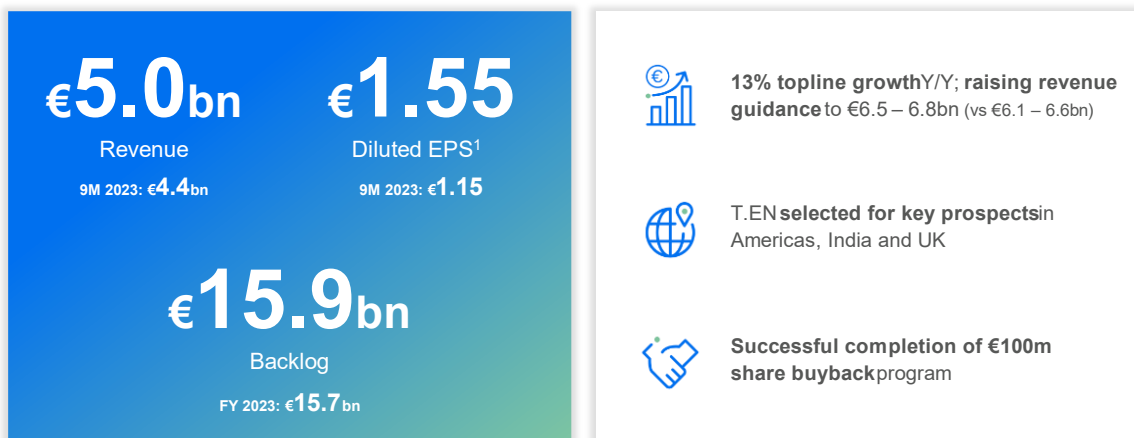 €5.0bn
Revenue
9M 2023: €4.4bn
€1.55
Diluted EPS¹
9M 2023: €1.15
€15.9bn
Backlog
FY 2023: €15.7bn
€
13% topline growthY/Y; raising revenue
guidance to €6.5 – 6.8bn (vs €6.1 – 6.6bn)
T.EN selected for key prospectsin
Americas, India and UK
Successful completion of €100m
share buybackprogram